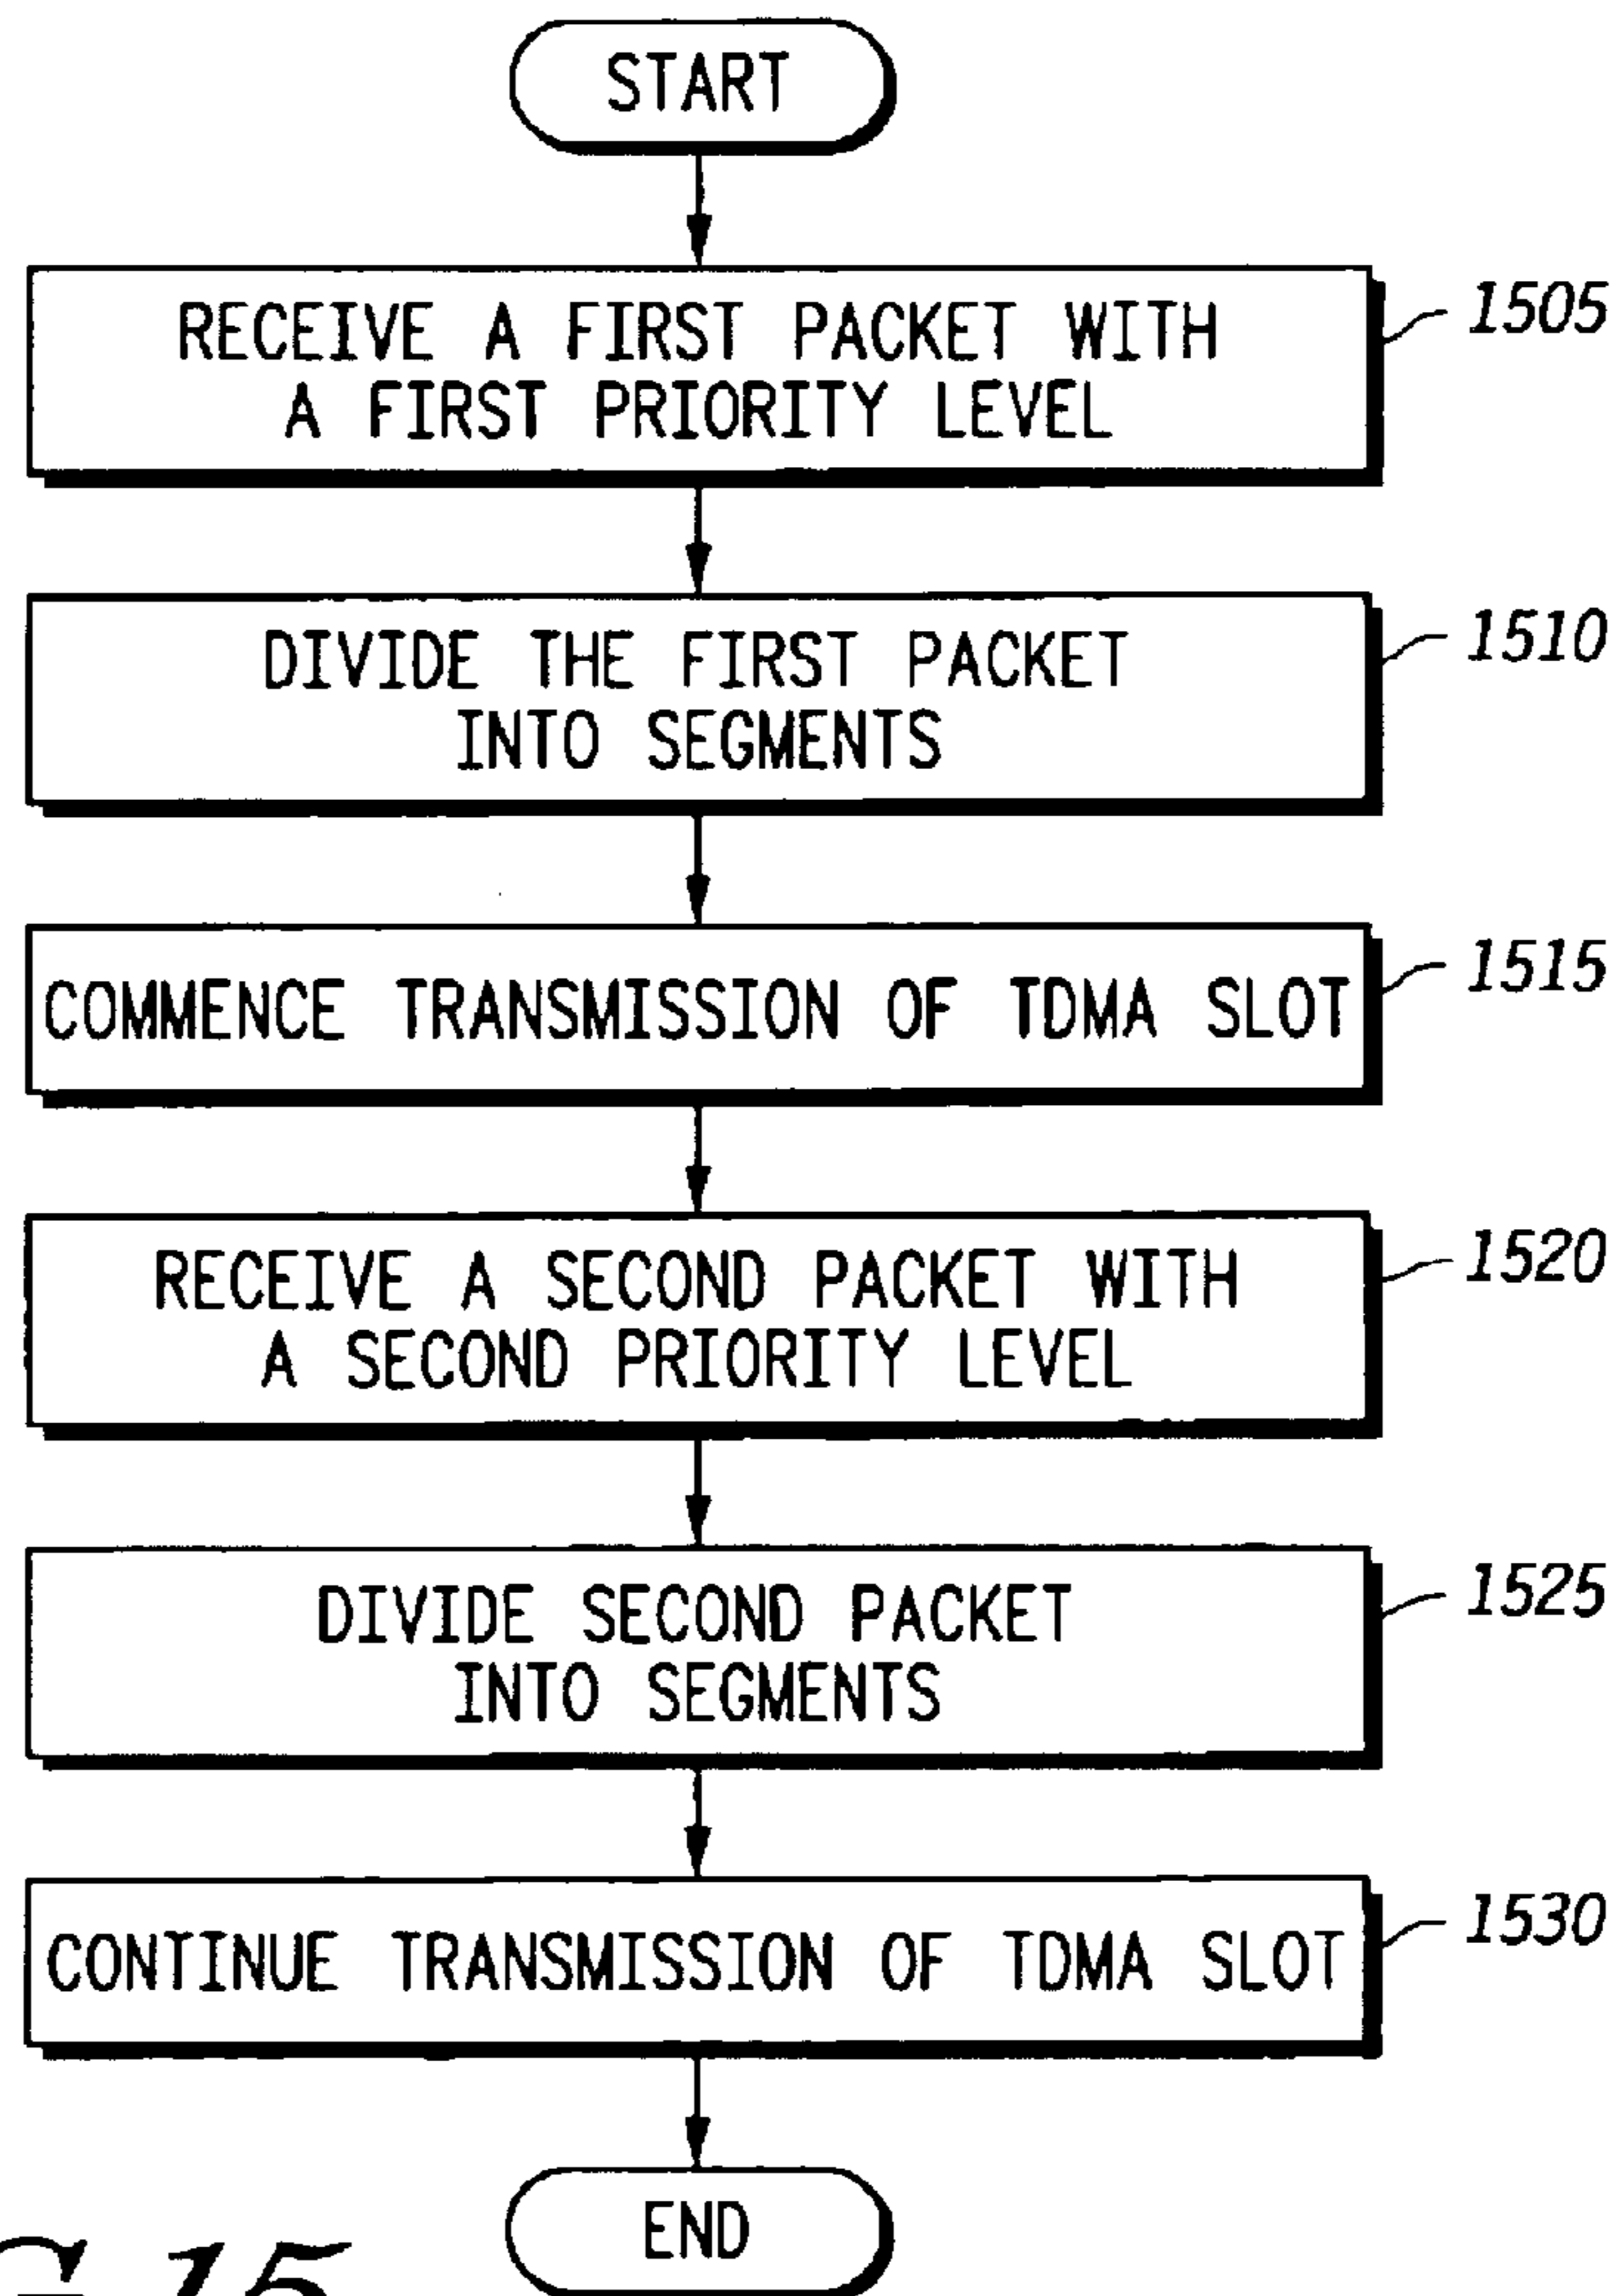 START
RECEIVE A FIRST PACKET WITH
A FIRST PRIORITY LEVEL
1505
DIVIDE THE FIRST PACKET
INTO SEGMENTS
1510
COMMENCE TRANSMISSION OF TDMA SLOT
1515
RECEIVE A SECOND PACKET WITH
A SECOND PRIORITY LEVEL
1520
DIVIDE SECOND PACKET
INTO SEGMENTS
1525
CONTINUE TRANSMISSION OF TDMA SLOT
1530
END
15